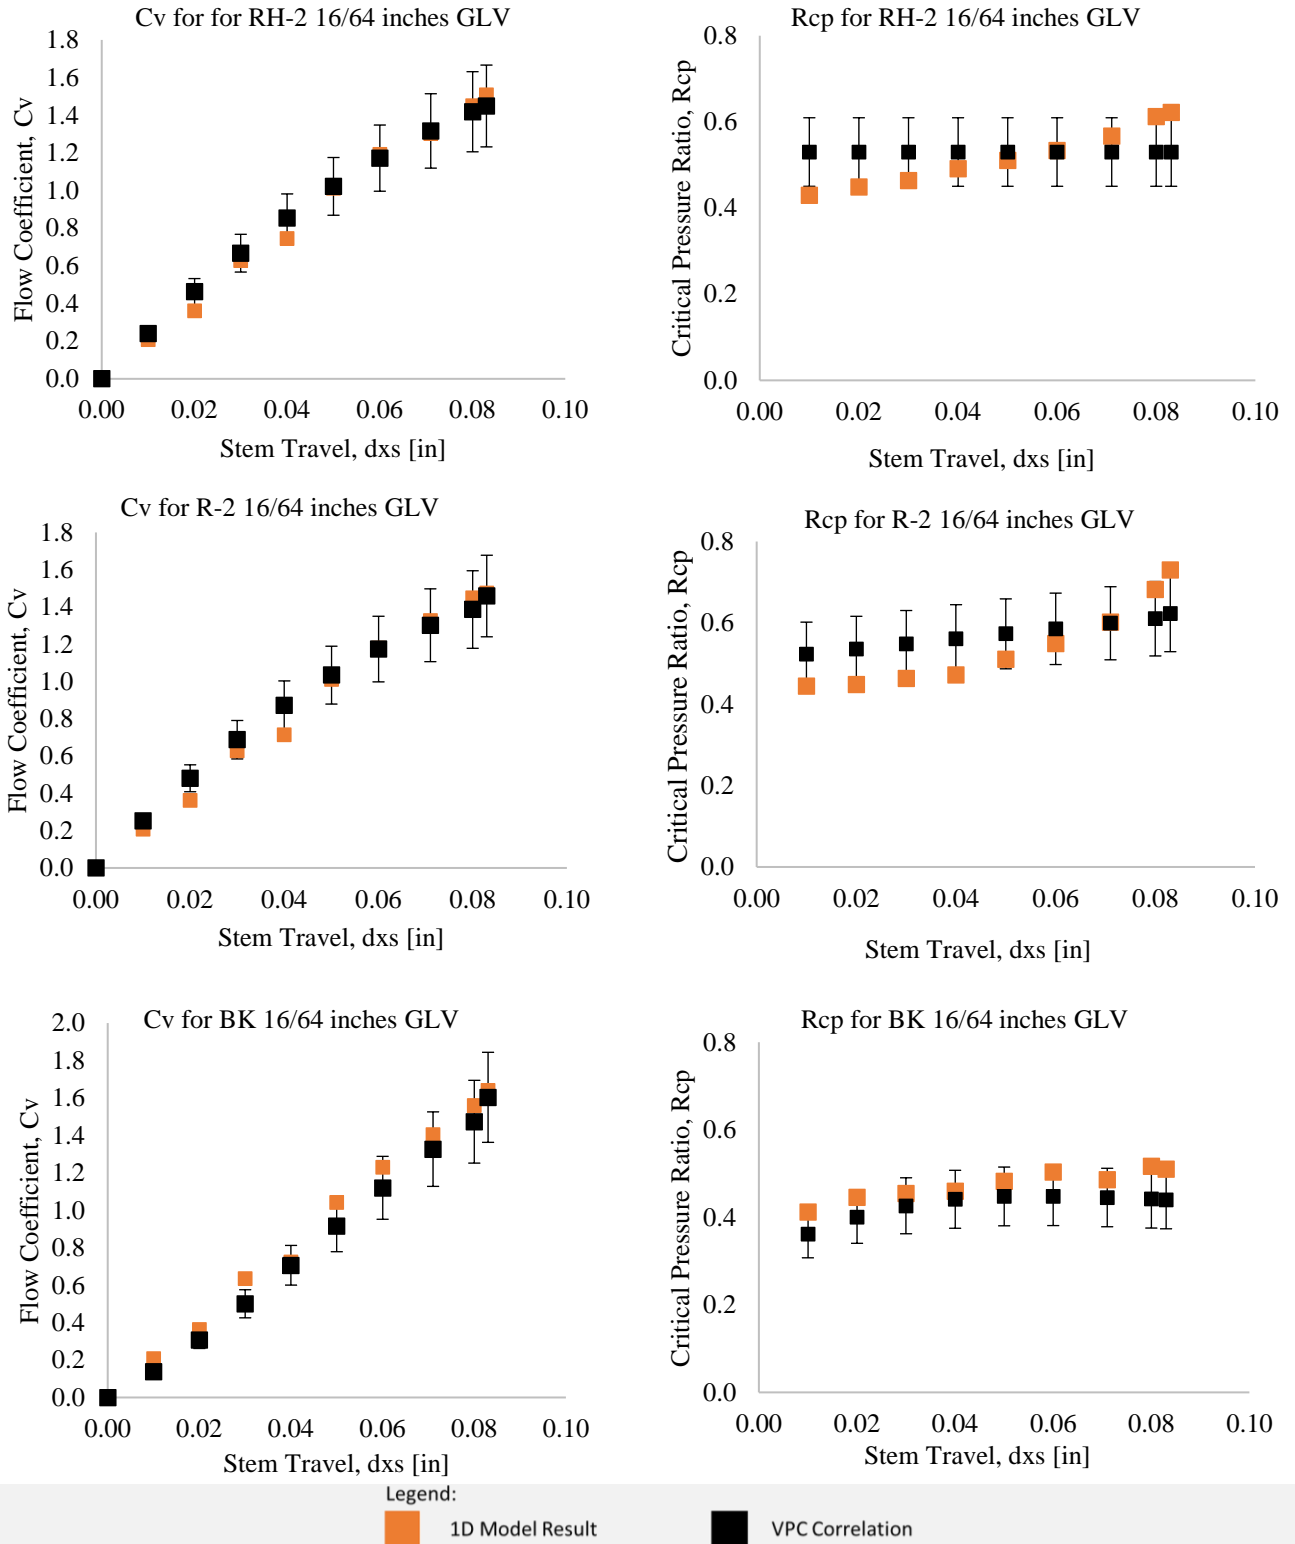 Cv for for RH-2 16/64 inches GLV
Flow Coefficient, Cv
1.8
1.6
1.4
1.2
1.0
0.8
0.6
0.4
0.2
0.0
0.00 0.02 0.04 0.06 0.08 0.10
Stem Travel, dxs [in]
Rcp for RH-2 16/64 inches GLV
Critical Pressure Ratio, Rcp
0.8
0.6
0.4
0.2
0.0
0.00 0.02 0.04 0.06 0.08 0.10
Stem Travel, dxs [in]
Cv for R-2 16/64 inches GLV
Flow Coefficient, Cv
1.8
1.6
1.4
1.2
1.0
0.8
0.6
0.4
0.2
0.0
0.00 0.02 0.04 0.06 0.08 0.10
Stem Travel, dxs [in]
Rcp for R-2 16/64 inches GLV
Critical Pressure Ratio, Rcp
0.8
0.6
0.4
0.2
0.0
0.00 0.02 0.04 0.06 0.08 0.10
Stem Travel, dxs [in]
Cv for BK 16/64 inches GLV
Flow Coefficient, Cv
2.0
1.8
1.6
1.4
1.2
1.0
0.8
0.6
0.4
0.2
0.0
0.00 0.02 0.04 0.06 0.08 0.10
Stem Travel, dxs [in]
Rcp for BK 16/64 inches GLV
Critical Pressure Ratio, Rcp
0.8
0.6
0.4
0.2
0.0
0.00 0.02 0.04 0.06 0.08 0.10
Stem Travel, dxs [in]
Legend:
1D Model Result VPC Correlation